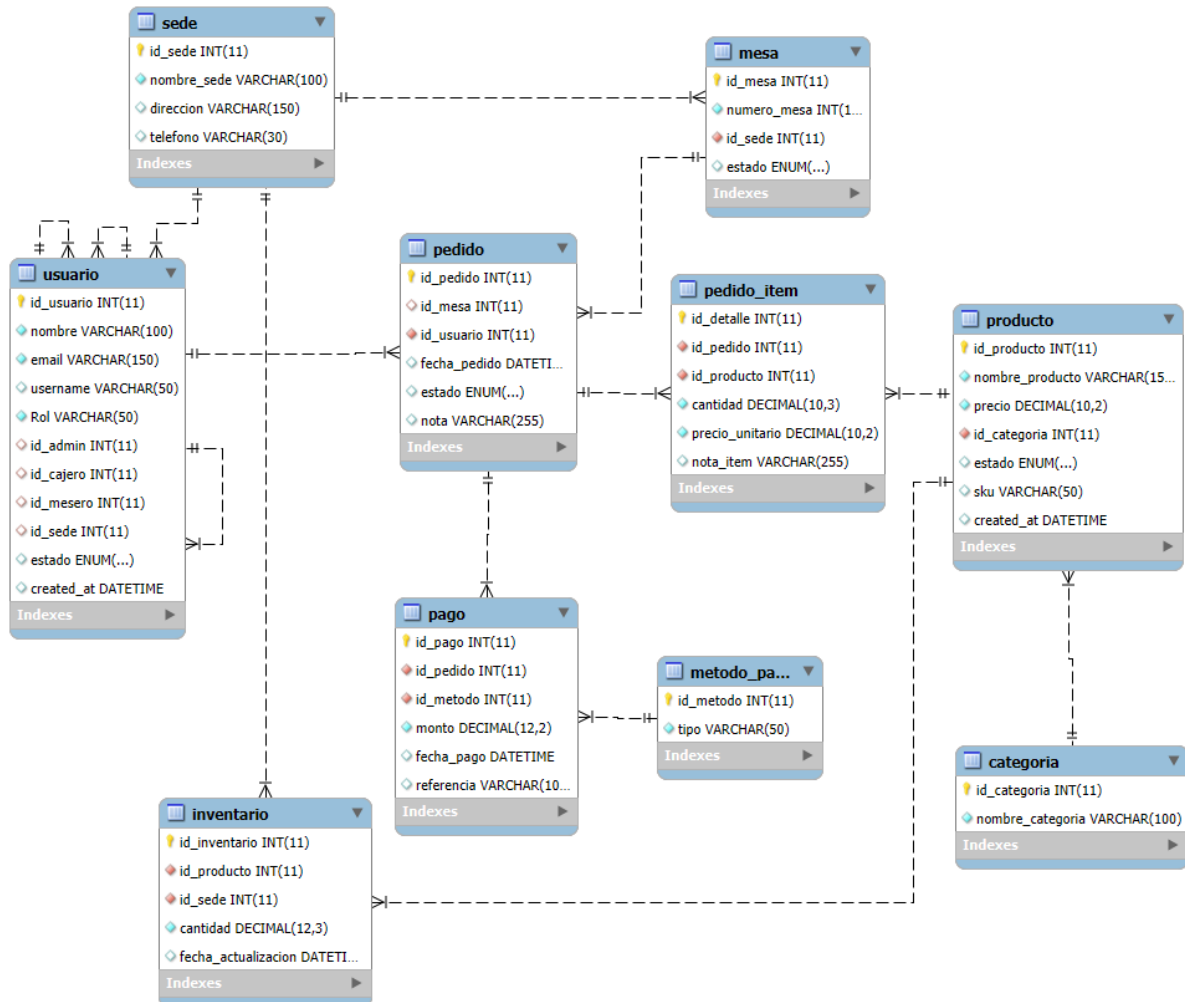 sede
id_sede INT(11)
nombre_sede VARCHAR(100)
direccion VARCHAR(150)
telefono VARCHAR(30)
Indexes
mesa
id_mesa INT(11)
numero_mesa INT(1...
id_sede INT(11)
estado ENUM(...)
Indexes
usuario
id_usuario INT(11)
nombre VARCHAR(100)
email VARCHAR(150)
username VARCHAR(50)
Rol VARCHAR(50)
id_admin INT(11)
id_cajero INT(11)
id_mesero INT(11)
id_sede INT(11)
estado ENUM(...)
created_at DATETIME
Indexes
pedido
id_pedido INT(11)
id_mesa INT(11)
id_usuario INT(11)
fecha_pedido DATETI...
estado ENUM(...)
nota VARCHAR(255)
Indexes
pedido_item
id_detalle INT(11)
id_pedido INT(11)
id_producto INT(11)
cantidad DECIMAL(10,3)
precio_unitario DECIMAL(10,2)
nota_item VARCHAR(255)
Indexes
producto
id_producto INT(11)
nombre_producto VARCHAR(15...
precio DECIMAL(10,2)
id_categoria INT(11)
estado ENUM(...)
sku VARCHAR(50)
created_at DATETIME
Indexes
pago
id_pago INT(11)
id_pedido INT(11)
id_metodo INT(11)
monto DECIMAL(12,2)
fecha_pago DATETIME
referencia VARCHAR(10...
Indexes
metodo_pa...
id_metodo INT(11)
tipo VARCHAR(50)
Indexes
categoria
id_categoria INT(11)
nombre_categoria VARCHAR(100)
Indexes
inventario
id_inventario INT(11)
id_producto INT(11)
id_sede INT(11)
cantidad DECIMAL(12,3)
fecha_actualizacion DATETI...
Indexes